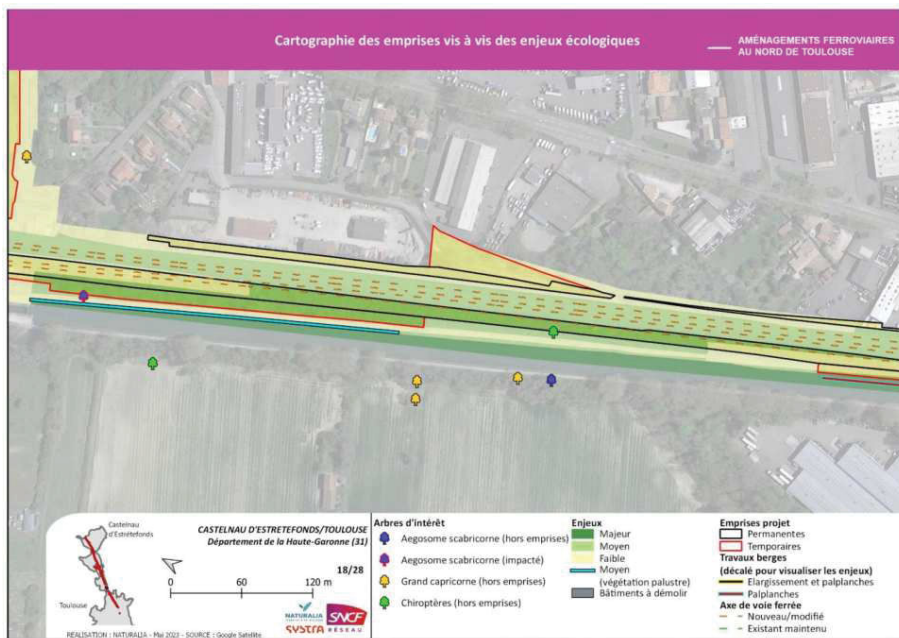 Cartographie des emprises vis à vis des enjeux écologiques
AMÉNAGEMENTS FERROVIAIRES
AU NORD DE TOULOUSE
Castelnau
d'Estrétefonds
Toulouse
CASTELNAU D'ESTRETEFONDS/TOULOUSE
Département de la Haute-Garonne (31)
18/28
0 60 120 m
NATURALIA
SYSTRA
SNCF
RÉSEAU
REALISATION : NATURALIA - Mai 2023 - SOURCE : Google Satellite
Arbres d'intérêt
Aegosome scabricorne (hors emprises)
Aegosome scabricorne (impacté)
Grand capricorne (hors emprises)
Chiroptères (hors emprises)
Enjeux
Majeur
Moyen
Faible
Moyen
(végétation palustre)
Bâtiments à démolir
Emprises projet
Permanentes
Temporaires
Travaux berges
(décalé pour visualiser les enjeux)
Elargissement et palplanches
Palplanches
Axe de voie ferrée
Nouveau/modifié
Existant maintenu